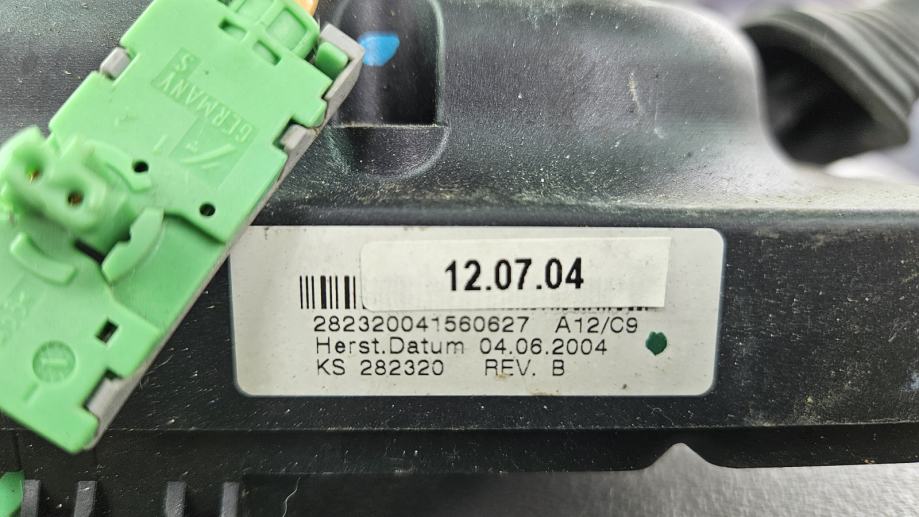 GERMANY S
12.07.04
282320041560627 A12/C9
Herst.Datum 04.06.2004
KS 282320 REV. B